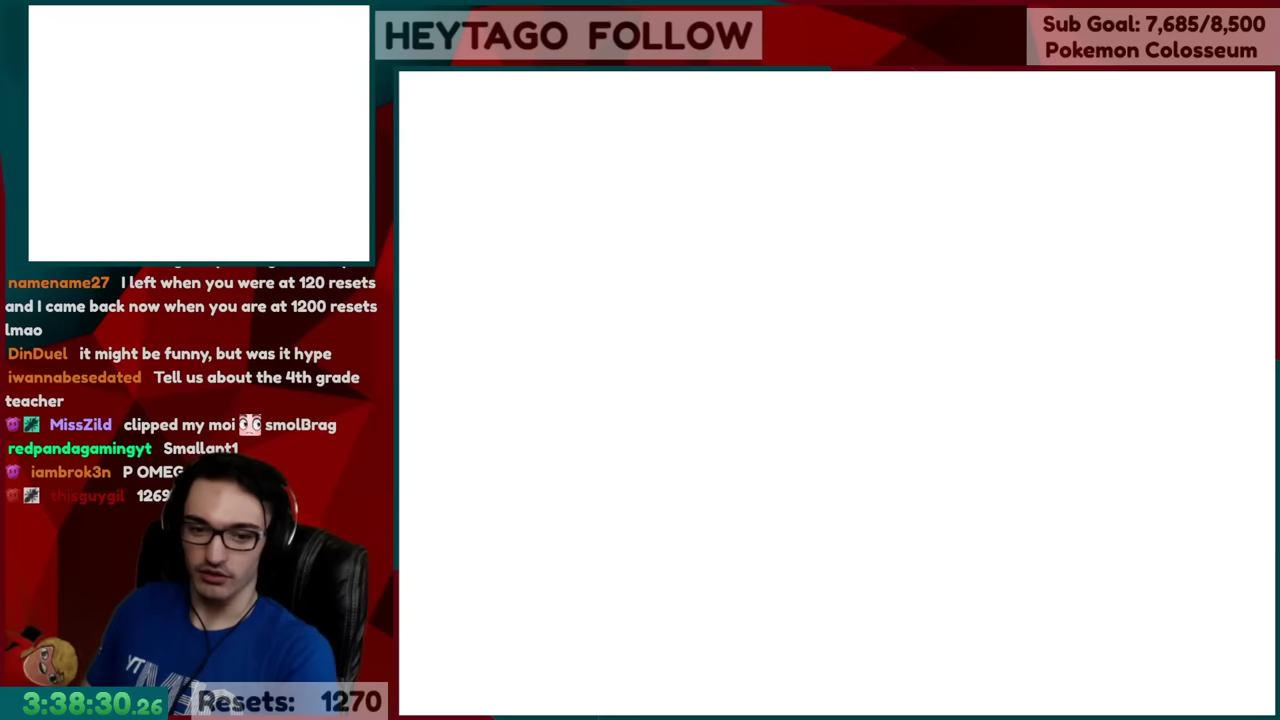 HEYTAGO FOLLOW
Sub Goal: 7,685/8,500
Pokemon Colosseum
namename27 I left when you were at 120 resets
and I came back now when you are at 1200 resets
lmao
DinDuel it might be funny, but was it hype
iwannabesedated Tell us about the 4th grade
teacher
MissZild clipped my moi smolBrag
redpandagamingyt Smallant1
iambrok3n P OMEG
thisguygil 1269
YT
3:38:30.26
Resets: 1270